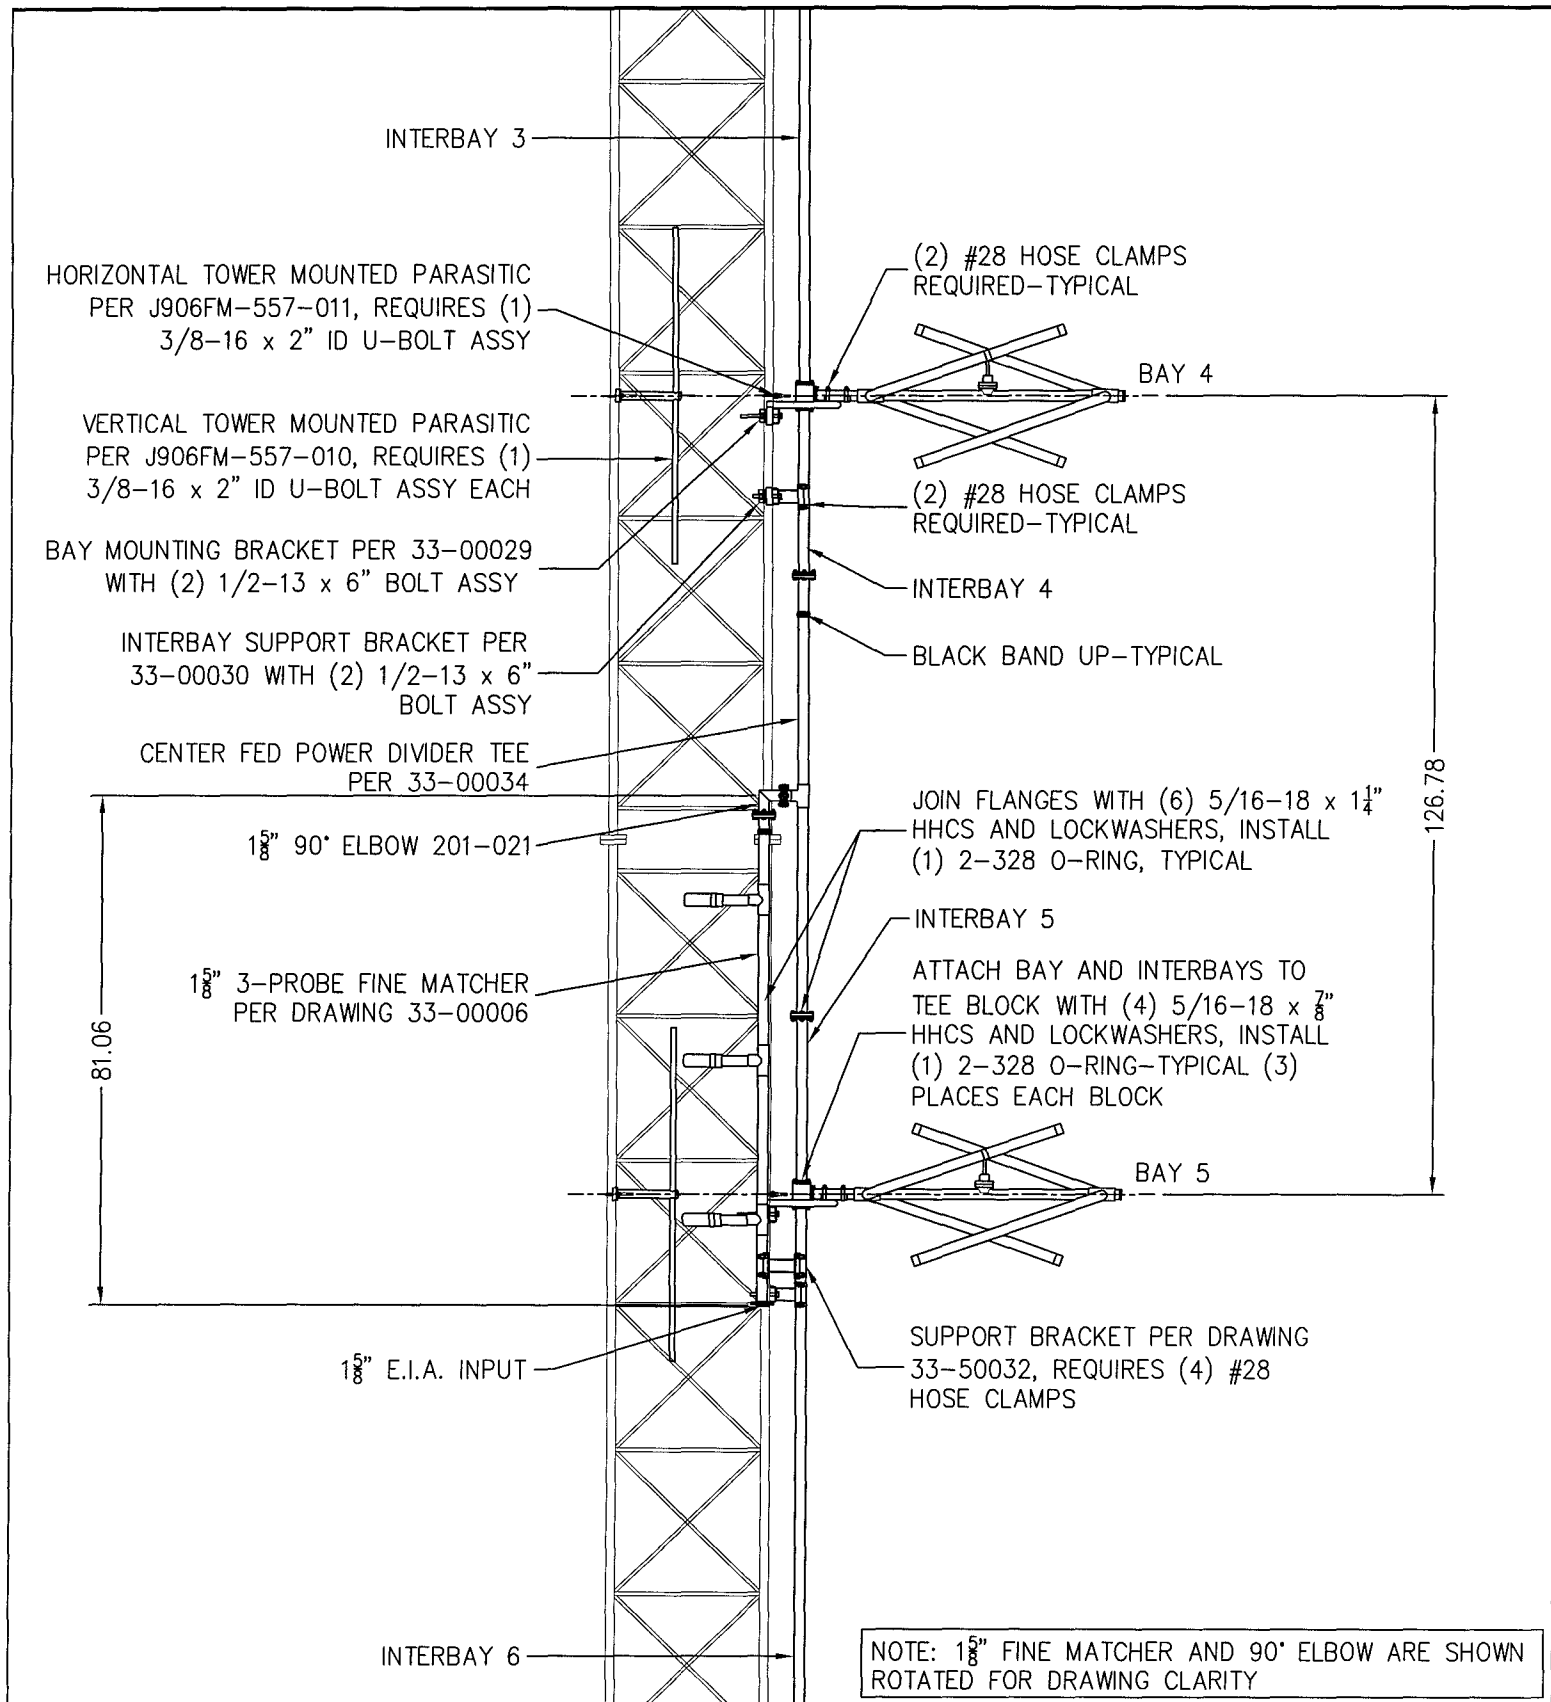 INTERBAY 3
HORIZONTAL TOWER MOUNTED PARASITIC
PER J906FM-557-011, REQUIRES (1)
3/8-16 x 2" ID U-BOLT ASSY
VERTICAL TOWER MOUNTED PARASITIC
PER J906FM-557-010, REQUIRES (1)
3/8-16 x 2" ID U-BOLT ASSY EACH
BAY MOUNTING BRACKET PER 33-00029
WITH (2) 1/2-13 x 6" BOLT ASSY
INTERBAY SUPPORT BRACKET PER
33-00030 WITH (2) 1/2-13 x 6"
BOLT ASSY
CENTER FED POWER DIVIDER TEE
PER 33-00034
1⅝" 90° ELBOW 201-021
1⅝" 3-PROBE FINE MATCHER
PER DRAWING 33-00006
81.06
1⅝" E.I.A. INPUT
INTERBAY 6
(2) #28 HOSE CLAMPS
REQUIRED-TYPICAL
BAY 4
(2) #28 HOSE CLAMPS
REQUIRED-TYPICAL
INTERBAY 4
BLACK BAND UP-TYPICAL
126.78
JOIN FLANGES WITH (6) 5/16-18 x 1¼"
HHCS AND LOCKWASHERS, INSTALL
(1) 2-328 O-RING, TYPICAL
INTERBAY 5
ATTACH BAY AND INTERBAYS TO
TEE BLOCK WITH (4) 5/16-18 x ⅞"
HHCS AND LOCKWASHERS, INSTALL
(1) 2-328 O-RING-TYPICAL (3)
PLACES EACH BLOCK
BAY 5
SUPPORT BRACKET PER DRAWING
33-50032, REQUIRES (4) #28
HOSE CLAMPS
NOTE: 1⅝" FINE MATCHER AND 90° ELBOW ARE SHOWN
ROTATED FOR DRAWING CLARITY